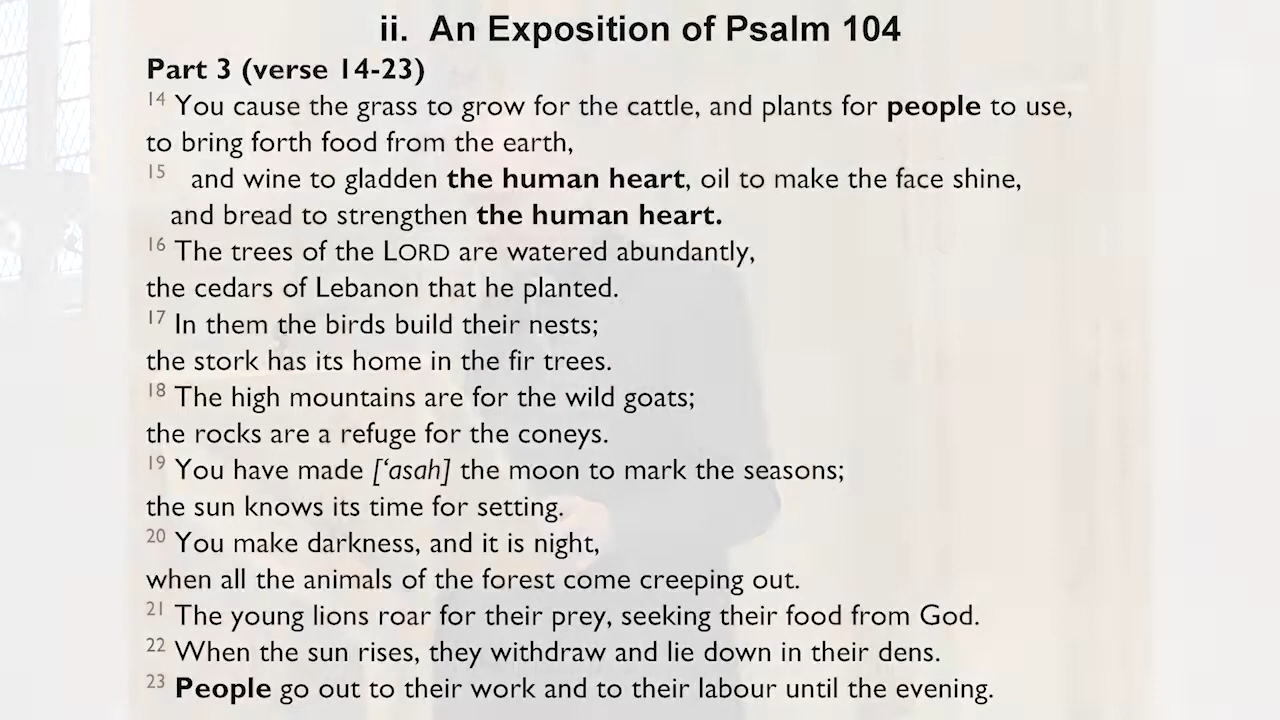 ii. An Exposition of Psalm 104
Part 3 (verse 14-23)
14 You cause the grass to grow for the cattle, and plants for people to use,
to bring forth food from the earth,
15 and wine to gladden the human heart, oil to make the face shine,
and bread to strengthen the human heart.
16 The trees of the LORD are watered abundantly,
the cedars of Lebanon that he planted.
17 In them the birds build their nests;
the stork has its home in the fir trees.
18 The high mountains are for the wild goats;
the rocks are a refuge for the coneys.
19 You have made [‘asah] the moon to mark the seasons;
the sun knows its time for setting.
20 You make darkness, and it is night,
when all the animals of the forest come creeping out.
21 The young lions roar for their prey, seeking their food from God.
22 When the sun rises, they withdraw and lie down in their dens.
23 People go out to their work and to their labour until the evening.